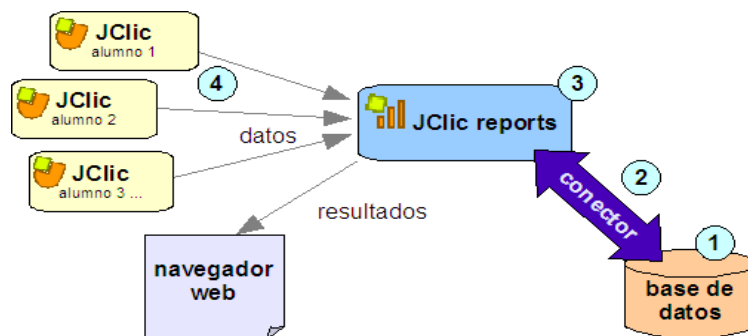 JClic
alumno 1
4
3
JClic
alumno 2
JClic reports
datos
JClic
alumno 3 ...
2
conector
resultados
1
navegador
web
base de
datos